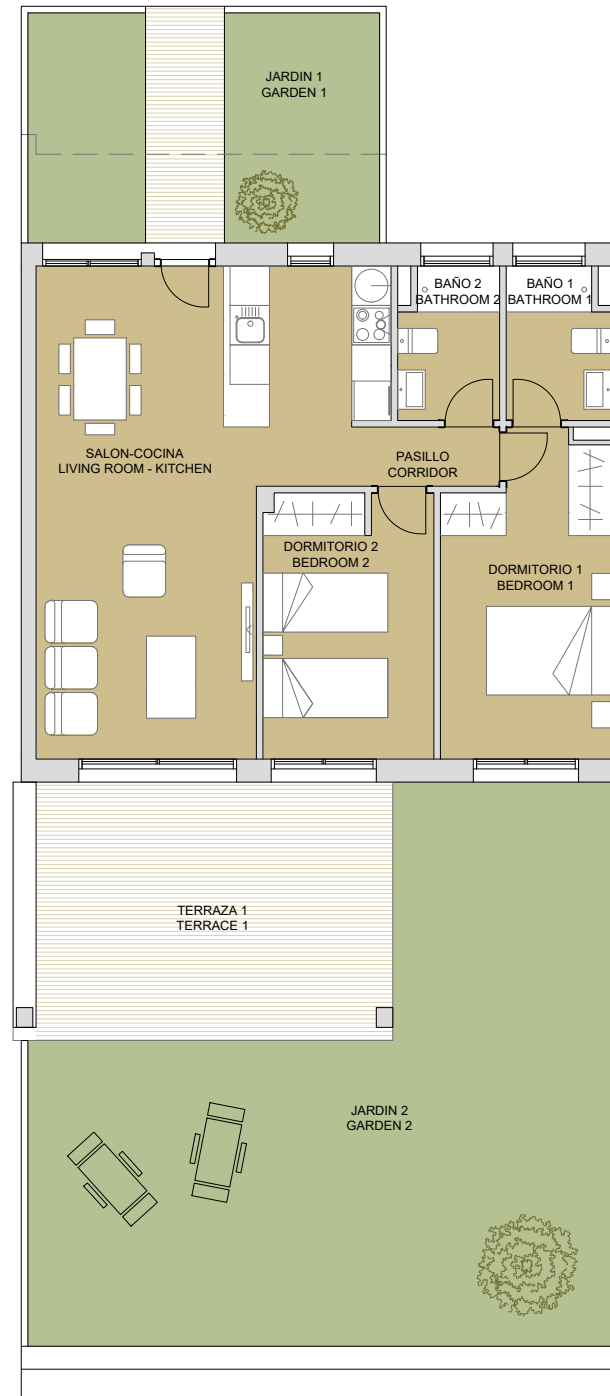 JARDIN 1
GARDEN 1
BAÑO 2
BATHROOM 2
BAÑO 1
BATHROOM 1
SALON-COCINA
LIVING ROOM - KITCHEN
PASILLO
CORRIDOR
DORMITORIO 2
BEDROOM 2
DORMITORIO 1
BEDROOM 1
TERRAZA 1
TERRACE 1
JARDIN 2
GARDEN 2